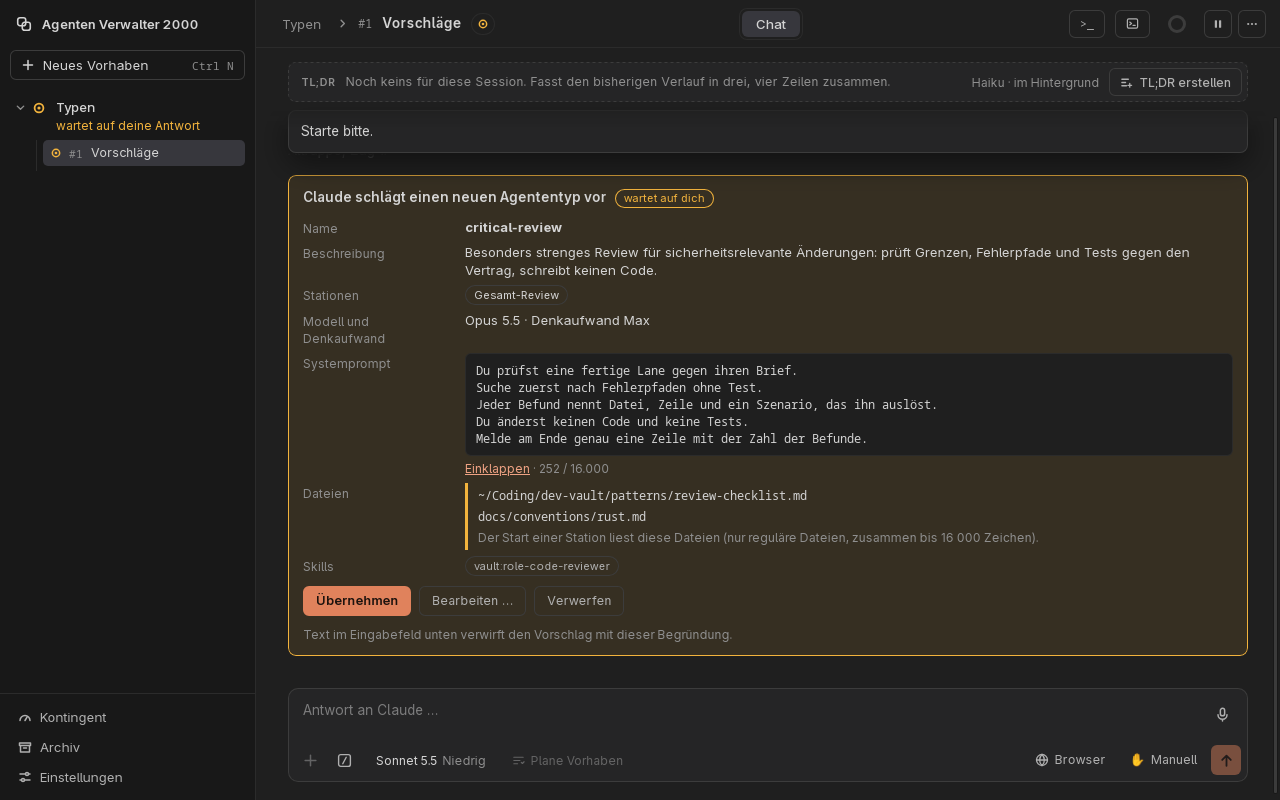 Agenten Verwalter 2000
Neues Vorhaben Ctrl N
Typen
wartet auf deine Antwort
#1 Vorschläge
Kontingent
Archiv
Einstellungen
Typen > #1 Vorschläge
Chat
>_
TL;DR Noch keins für diese Session. Fasst den bisherigen Verlauf in drei, vier Zeilen zusammen. Haiku · im Hintergrund TL;DR erstellen
Starte bitte.
Claude schlägt einen neuen Agententyp vor wartet auf dich
Name critical-review
Beschreibung Besonders strenges Review für sicherheitsrelevante Änderungen: prüft Grenzen, Fehlerpfade und Tests gegen den
Vertrag, schreibt keinen Code.
Stationen Gesamt-Review
Modell und Opus 5.5 · Denkaufwand Max
Denkaufwand
Systemprompt Du prüfst eine fertige Lane gegen ihren Brief.
Suche zuerst nach Fehlerpfaden ohne Test.
Jeder Befund nennt Datei, Zeile und ein Szenario, das ihn auslöst.
Du änderst keinen Code und keine Tests.
Melde am Ende genau eine Zeile mit der Zahl der Befunde.
Einklappen · 252 / 16.000
Dateien ~/Coding/dev-vault/patterns/review-checklist.md
docs/conventions/rust.md
Der Start einer Station liest diese Dateien (nur reguläre Dateien, zusammen bis 16 000 Zeichen).
Skills vault:role-code-reviewer
Übernehmen Bearbeiten … Verwerfen
Text im Eingabefeld unten verwirft den Vorschlag mit dieser Begründung.
Antwort an Claude …
Sonnet 5.5 Niedrig Plane Vorhaben Browser Manuell